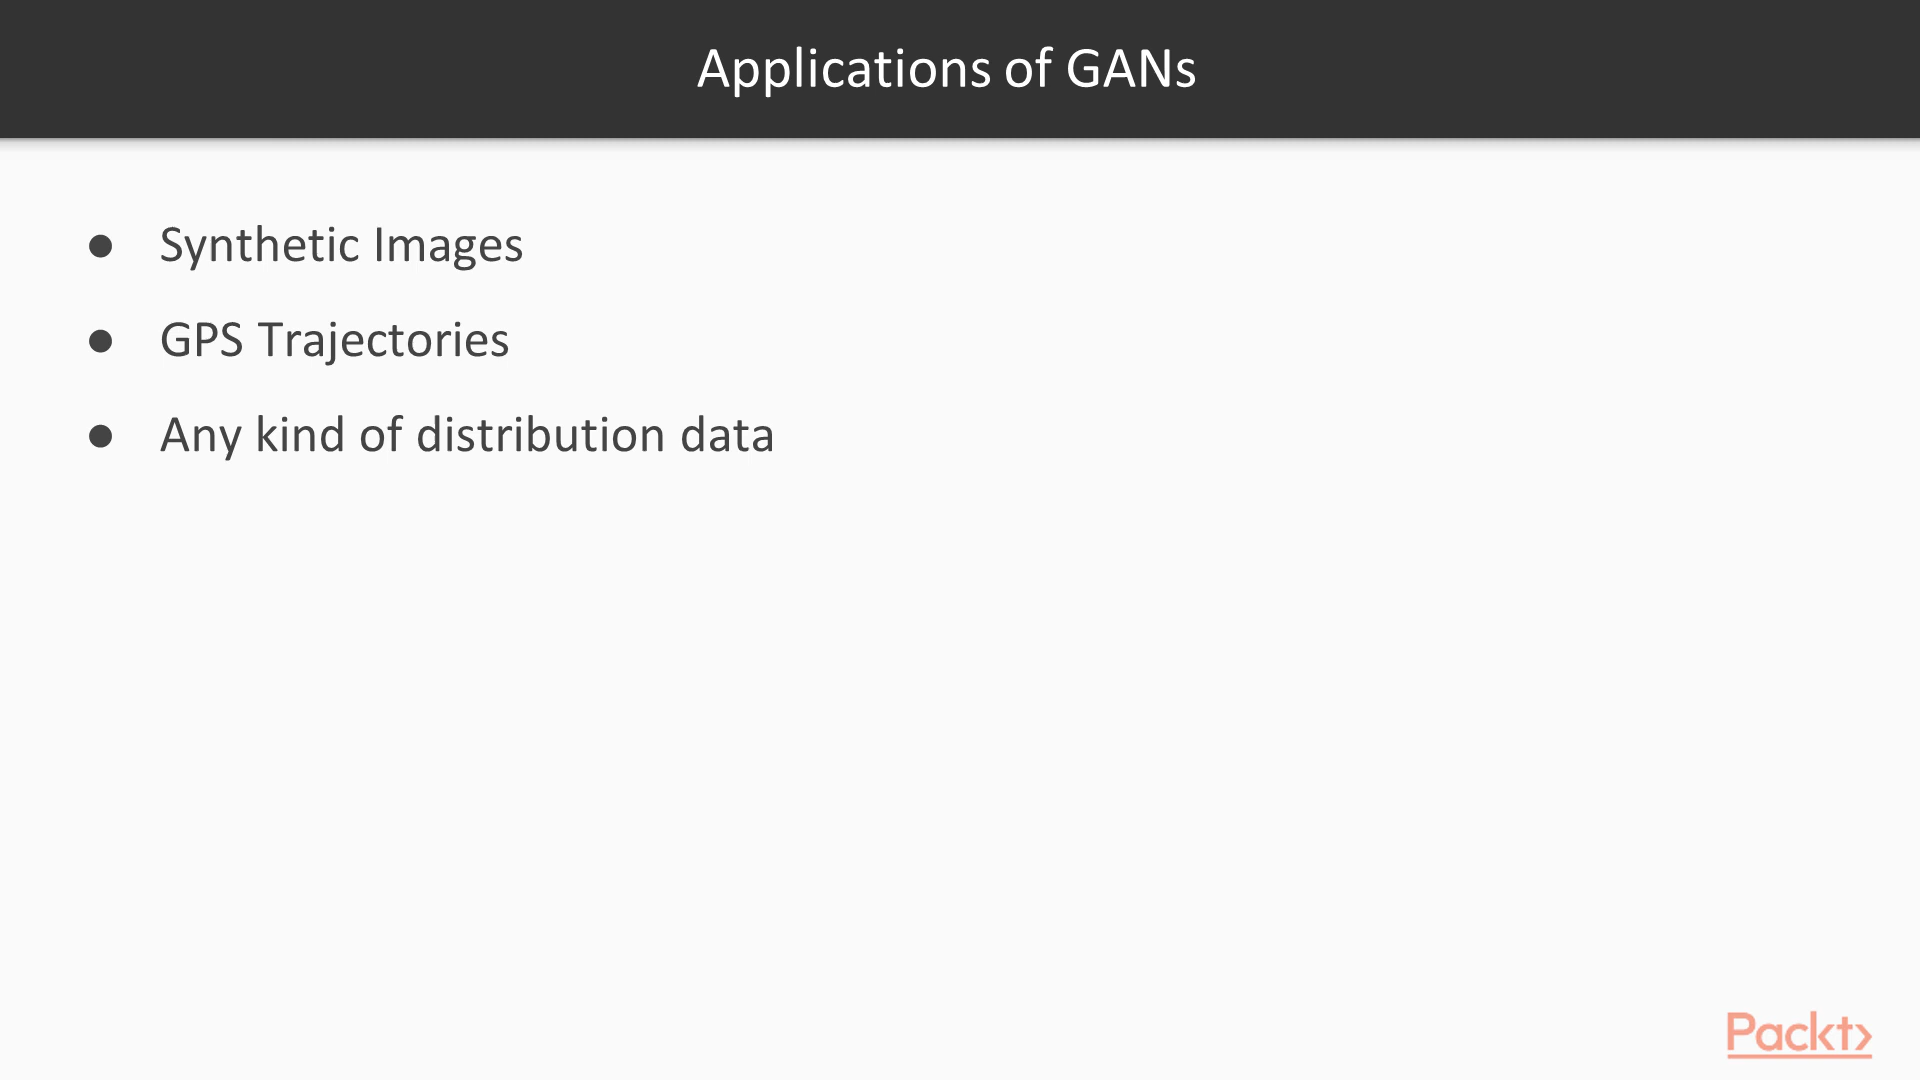 Applications of GANs
● Synthetic Images
● GPS Trajectories
● Any kind of distribution data
Packt>